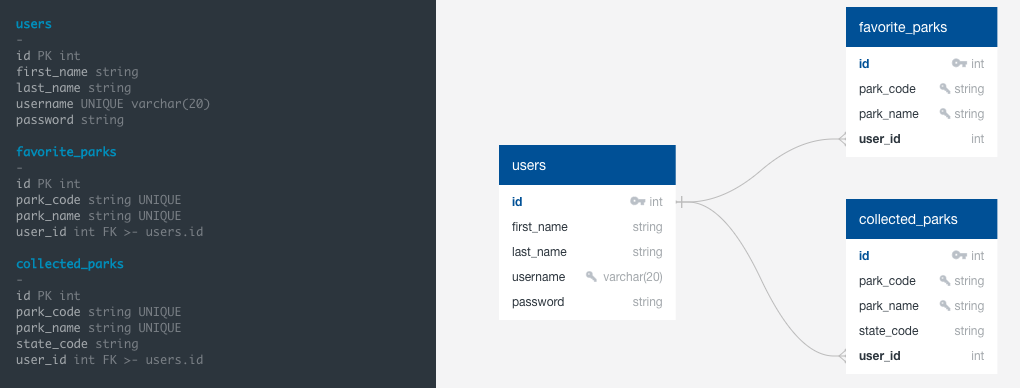 users
-
id PK int
first_name string
last_name string
username UNIQUE varchar(20)
password string
favorite_parks
-
id PK int
park_code string UNIQUE
park_name string UNIQUE
user_id int FK >- users.id
collected_parks
-
id PK int
park_code string UNIQUE
park_name string UNIQUE
state_code string
user_id int FK >- users.id
users
id int
first_name string
last_name string
username varchar(20)
password string
favorite_parks
id int
park_code string
park_name string
user_id int
collected_parks
id int
park_code string
park_name string
state_code string
user_id int